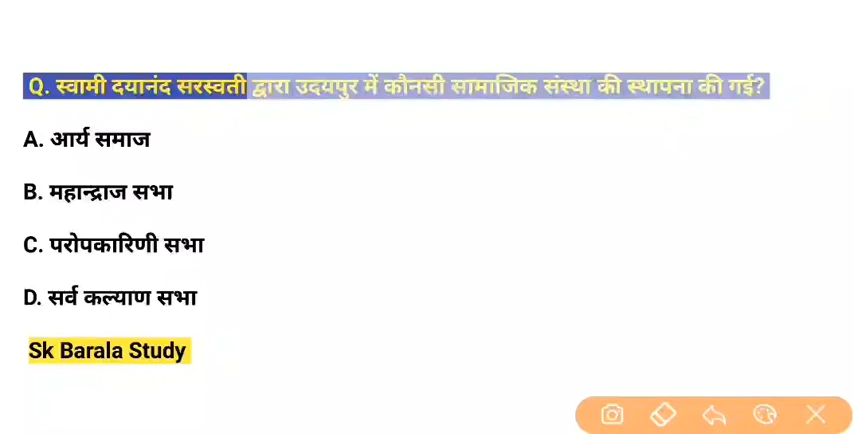 Q. स्वामी दयानंद सरस्वती द्वारा उदयपुर में कौनसी सामाजिक संस्था की स्थापना की गई?
A. आर्य समाज
B. महान्द्राज सभा
C. परोपकारिणी सभा
D. सर्व कल्याण सभा
Sk Barala Study